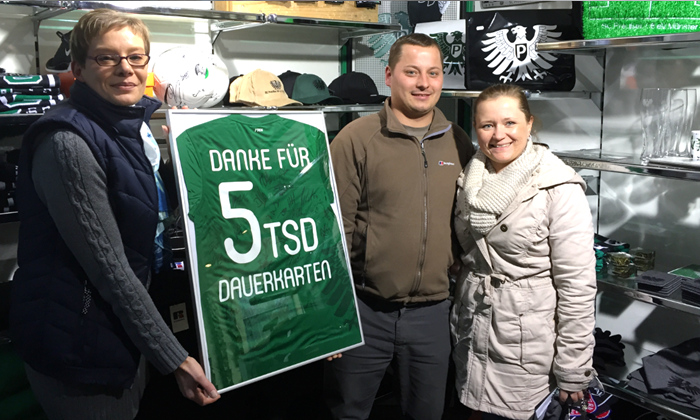 DANKE FÜR
5 TSD
DAUERKARTEN
P